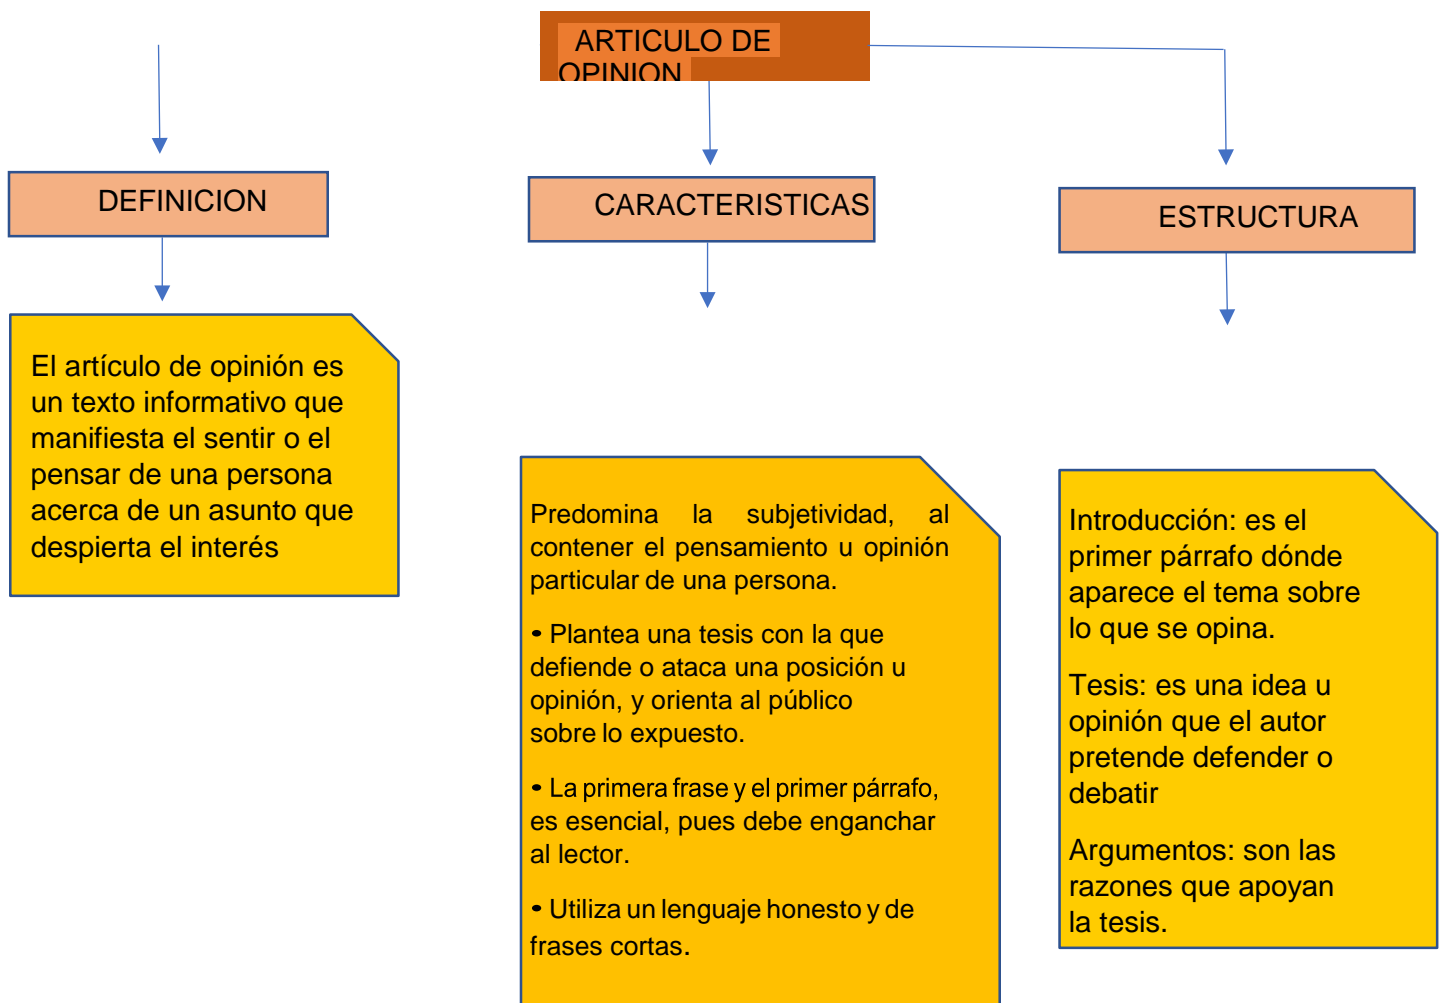 ARTICULO DE
OPINION
DEFINICION
CARACTERISTICAS
ESTRUCTURA
El artículo de opinión es
un texto informativo que
manifiesta el sentir o el
pensar de una persona
acerca de un asunto que
despierta el interés
Predomina la subjetividad, al
contener el pensamiento u opinión
particular de una persona.
• Plantea una tesis con la que
defiende o ataca una posición u
opinión, y orienta al público
sobre lo expuesto.
• La primera frase y el primer párrafo,
es esencial, pues debe enganchar
al lector.
• Utiliza un lenguaje honesto y de
frases cortas.
Introducción: es el
primer párrafo dónde
aparece el tema sobre
lo que se opina.
Tesis: es una idea u
opinión que el autor
pretende defender o
debatir
Argumentos: son las
razones que apoyan
la tesis.